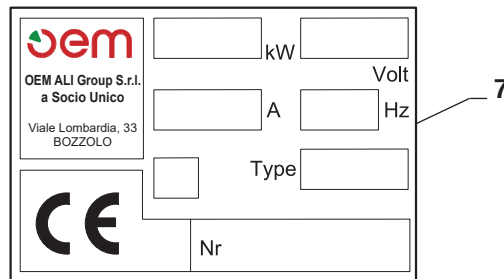 oem
OEM ALI Group S.r.l.
a Socio Unico
Viale Lombardia, 33
BOZZOLO
kW
Volt
A
Hz
Type
CE
Nr
7